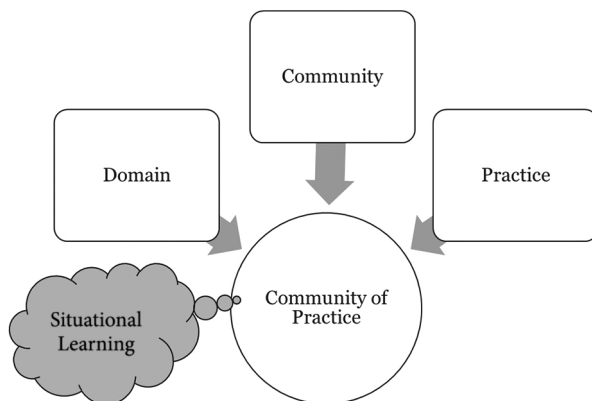 Community
Domain
Practice
Community of
Practice
Situational
Learning